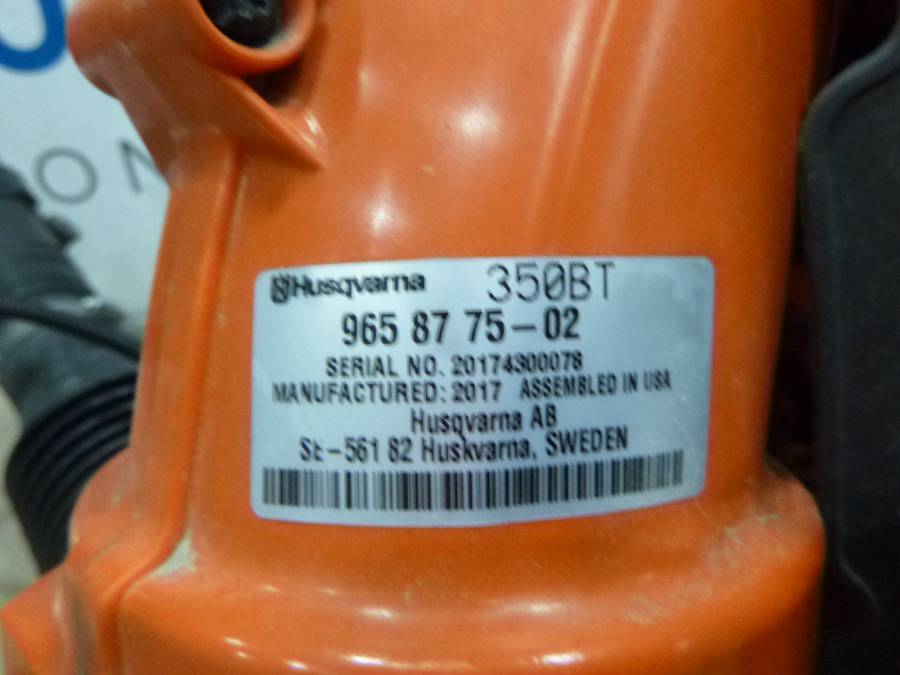 Husqvarna 350BT
965 87 75-02
SERIAL NO. 20174300078
MANUFACTURED: 2017 ASSEMBLED IN USA
Husqvarna AB
SE-561 82 Huskvarna, SWEDEN